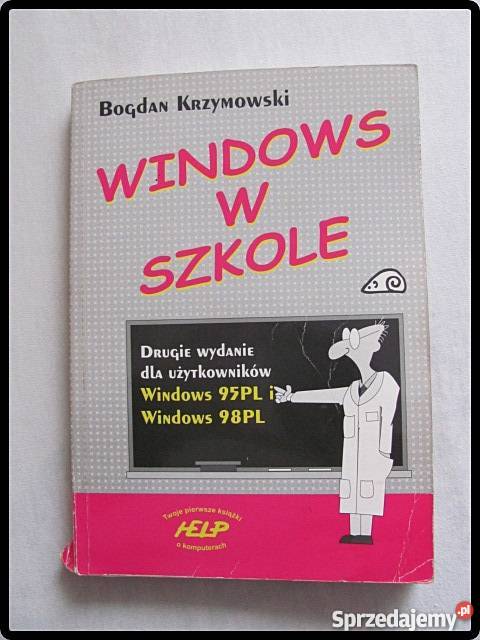 Bogdan Krzymowski
WINDOWS
W
SZKOLE
Drugie wydanie
dla użytkowników
Windows 95PL i
Windows 98PL
Twoje pierwsze książki
HELP
o komputerach
Sprzedajemy.pl